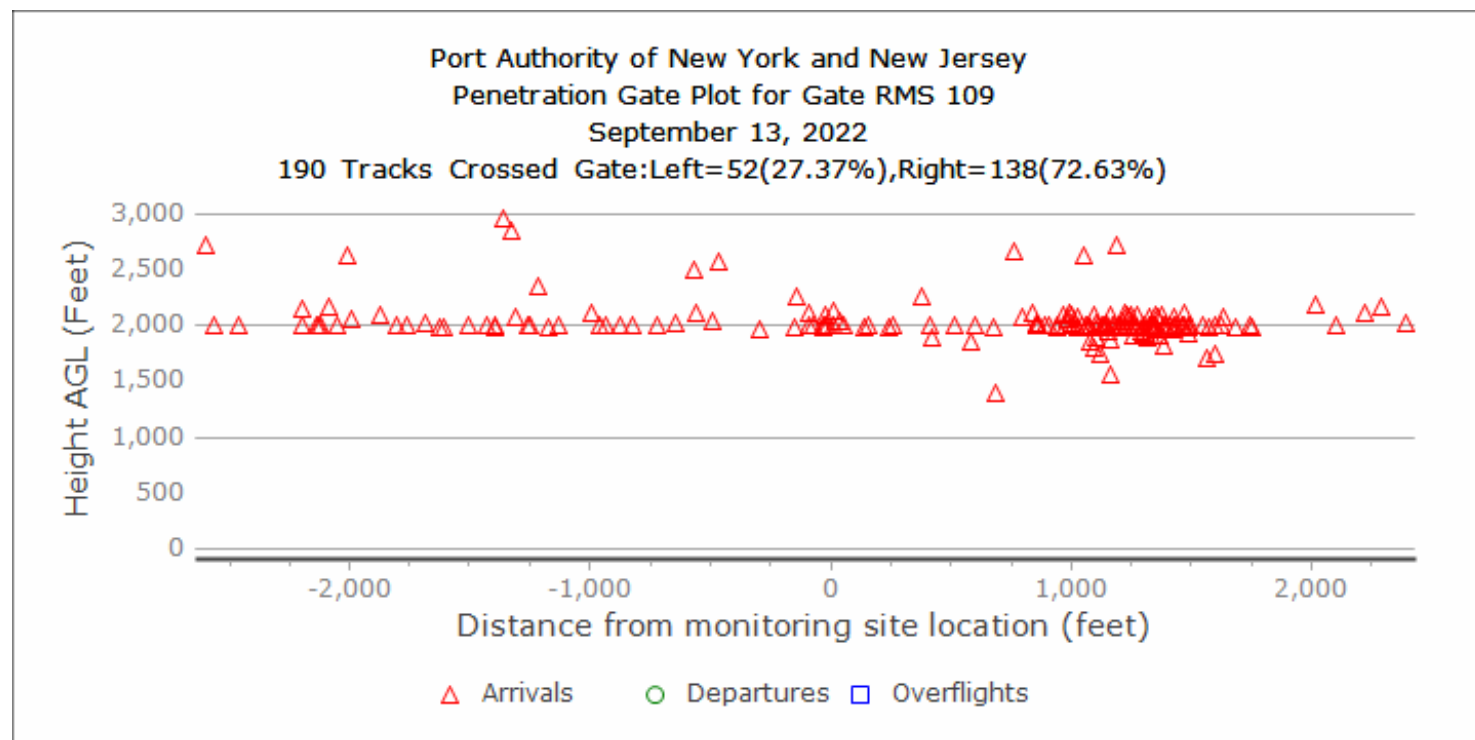 Port Authority of New York and New Jersey
Penetration Gate Plot for Gate RMS 109
September 13, 2022
190 Tracks Crossed Gate:Left=52(27.37%),Right=138(72.63%)
Height AGL (Feet)
3,000
2,500
2,000
1,500
1,000
500
0
-2,000 -1,000 0 1,000 2,000
Distance from monitoring site location (feet)
Arrivals Departures Overflights